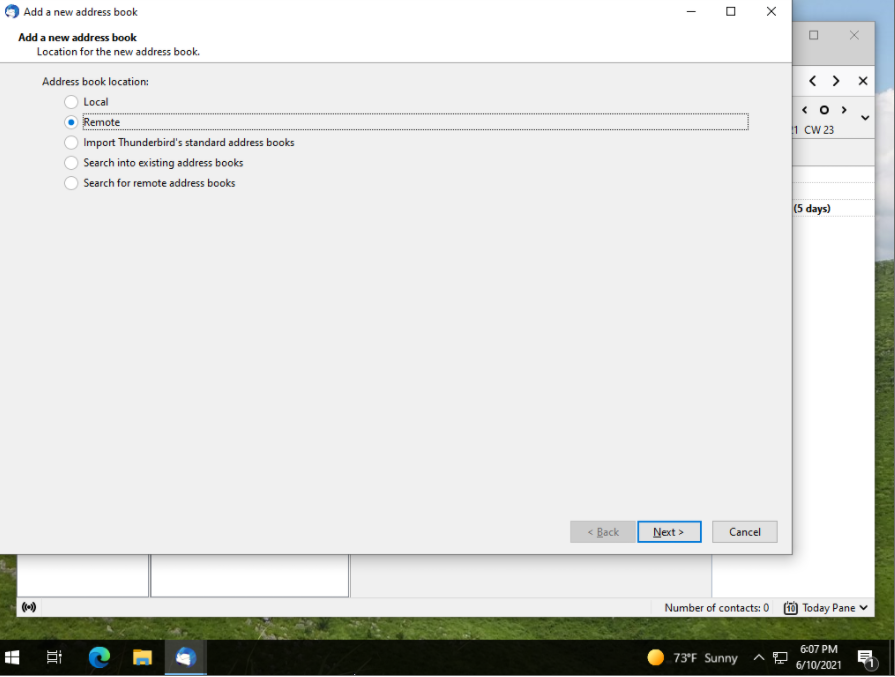 Add a new address book
Add a new address book
Location for the new address book.
Address book location:
Local
Remote
Import Thunderbird's standard address books
Search into existing address books
Search for remote address books
CW 23
(5 days)
< Back
Next >
Cancel
Number of contacts: 0
10
Today Pane
73°F Sunny
6:07 PM
6/10/2021
1